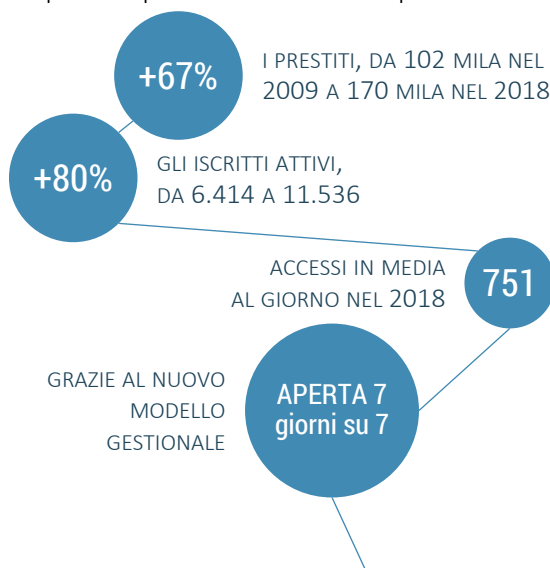 +67%
I PRESTITI, DA 102 MILA NEL
2009 A 170 MILA NEL 2018
+80%
GLI ISCRITTI ATTIVI,
DA 6.414 A 11.536
ACCESSI IN MEDIA
AL GIORNO NEL 2018
751
GRAZIE AL NUOVO
MODELLO
GESTIONALE
APERTA 7
giorni su 7